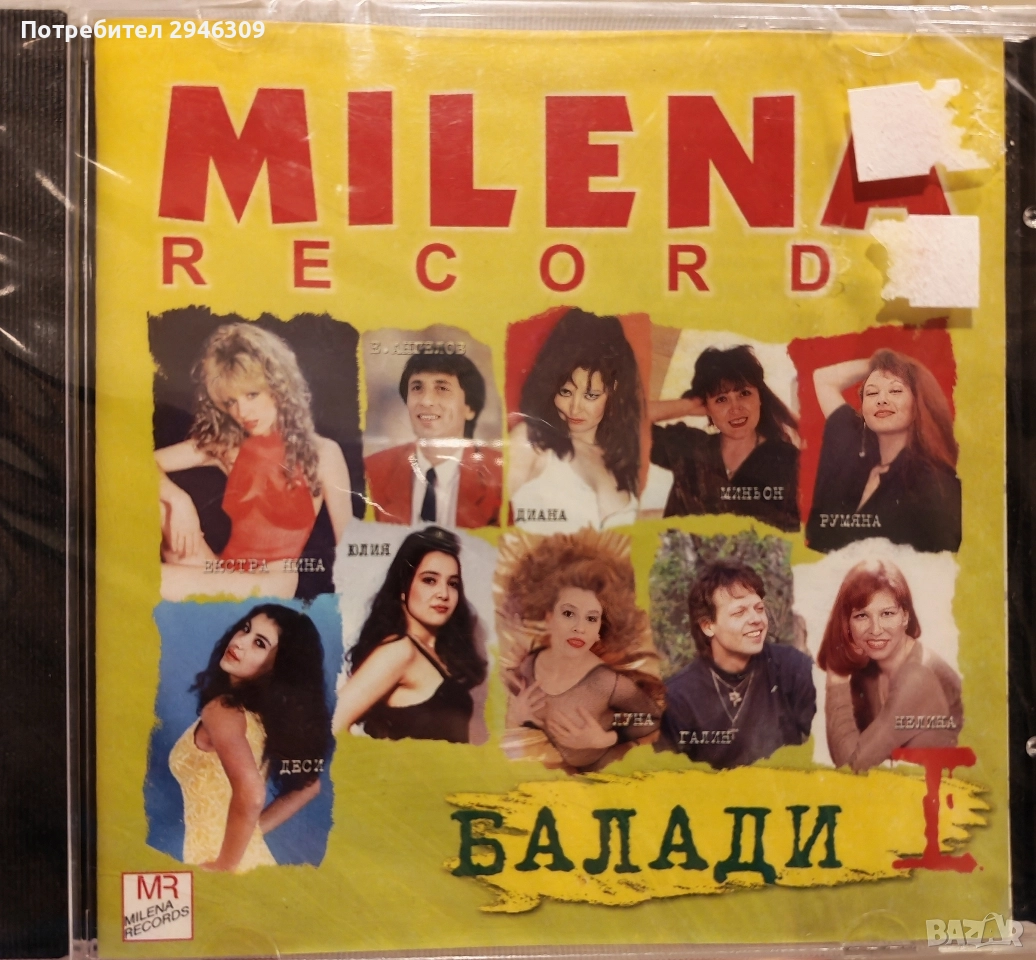 Потребител 2946309
MILENA
RECORD
Е.АНГЕЛОВ
ДИАНА
МИНЬОН
РУМЯНА
ЕКСТРА НИНА
ЮЛИЯ
ЛУНА
ГАЛИН
НЕЛИНА
ДЕСИ
БАЛАДИ I
MR
MILENA
RECORDS
BAZAR